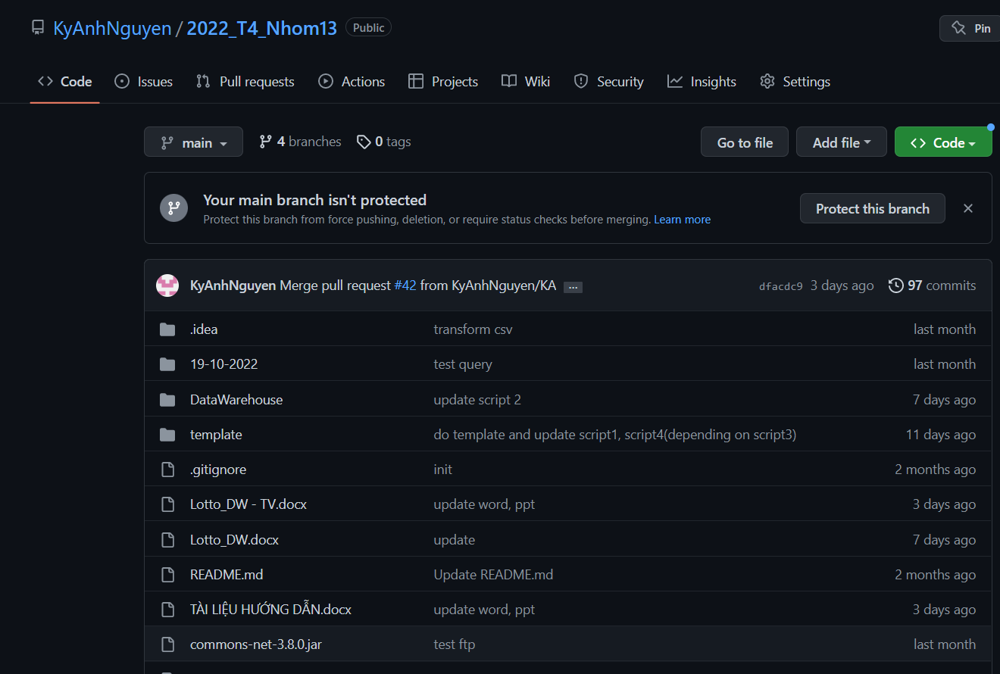 KyAnhNguyen / 2022_T4_Nhom13 Public Pin
Code Issues Pull requests Actions Projects Wiki Security Insights Settings
main 4 branches 0 tags Go to file Add file Code
Your main branch isn't protected
Protect this branch from force pushing, deletion, or require status checks before merging. Learn more
Protect this branch
KyAnhNguyen Merge pull request #42 from KyAnhNguyen/KA ... dfacdc9 3 days ago 97 commits
.idea transform csv last month
19-10-2022 test query last month
DataWarehouse update script 2 7 days ago
template do template and update script1, script4(depending on script3) 11 days ago
.gitignore init 2 months ago
Lotto_DW - TV.docx update word, ppt 3 days ago
Lotto_DW.docx update 7 days ago
README.md Update README.md 2 months ago
TÀI LIỆU HƯỚNG DẪN.docx update word, ppt 3 days ago
commons-net-3.8.0.jar test ftp last month